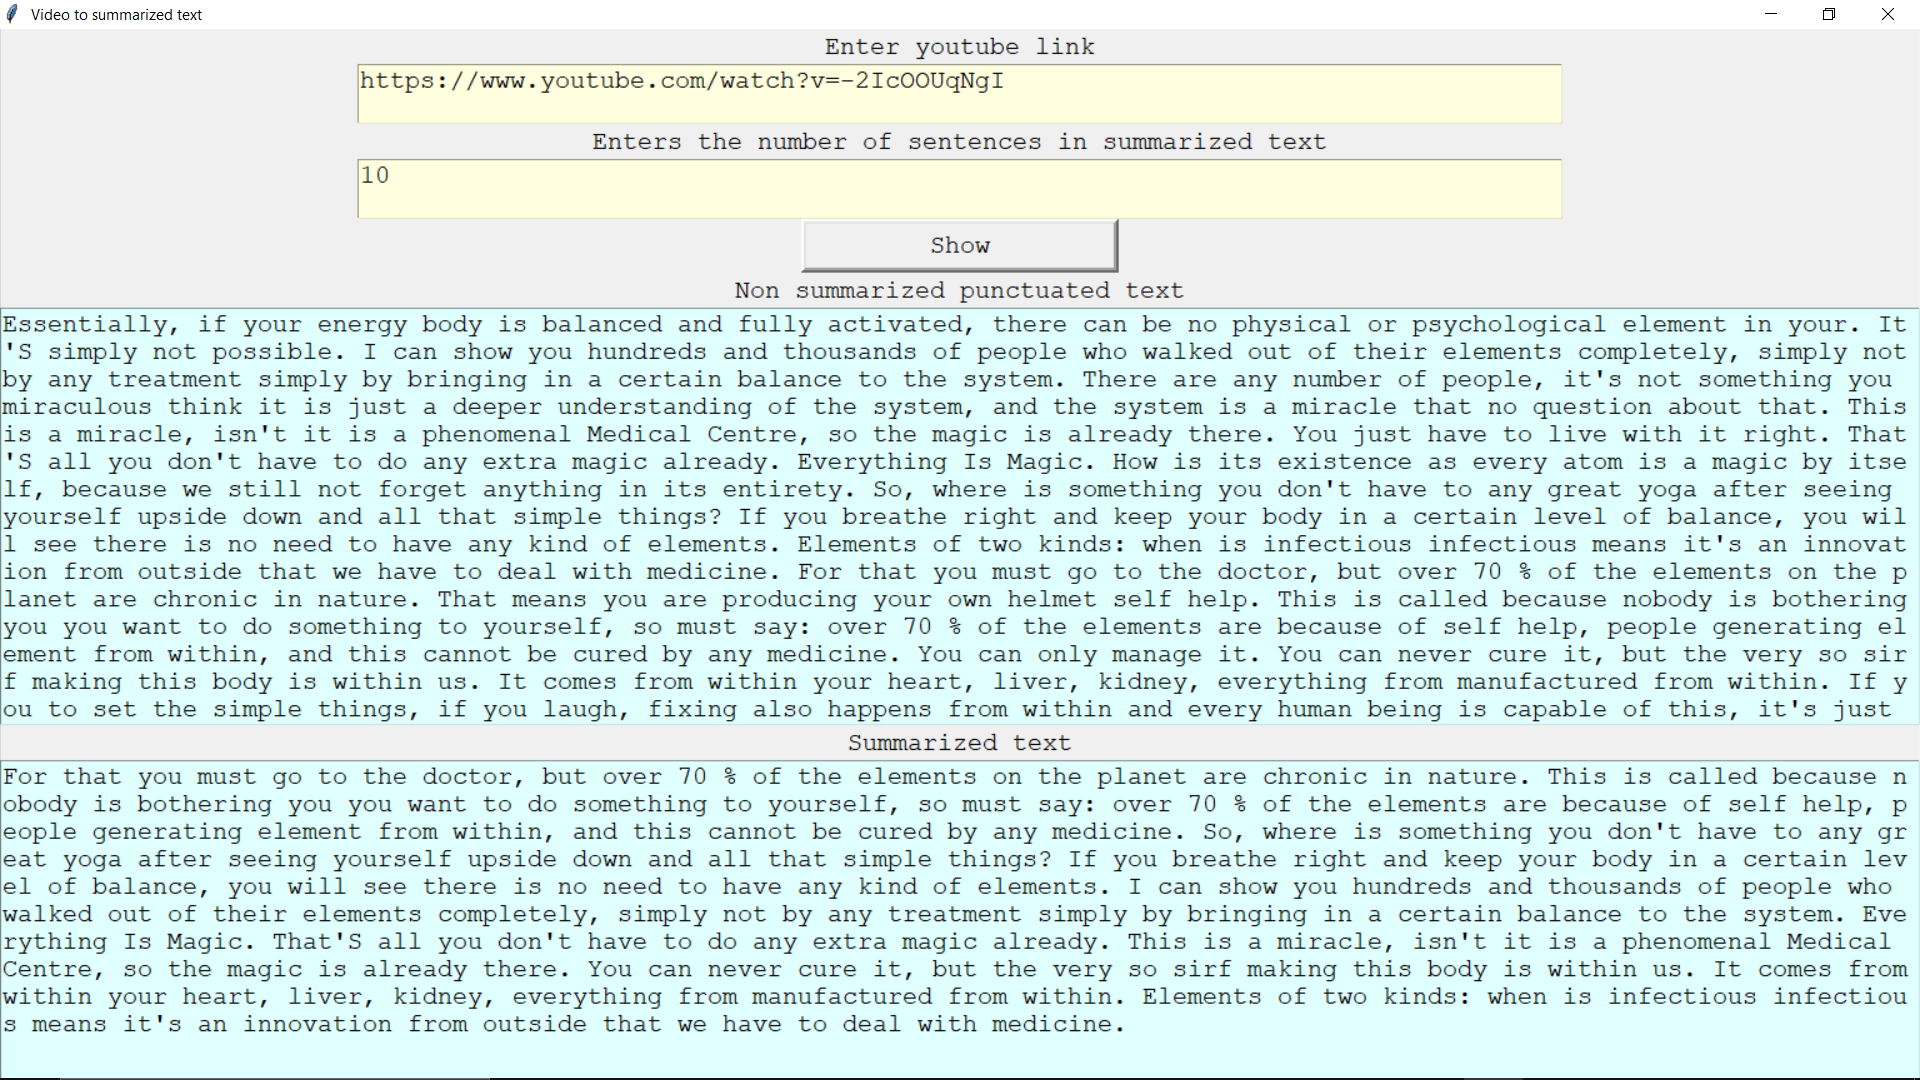 Video to summarized text
Enter youtube link
https://www.youtube.com/watch?v=-2IcOOUqNgI
Enters the number of sentences in summarized text
10
Show
Non summarized punctuated text
Essentially, if your energy body is balanced and fully activated, there can be no physical or psychological element in your. It
'S simply not possible. I can show you hundreds and thousands of people who walked out of their elements completely, simply not
by any treatment simply by bringing in a certain balance to the system. There are any number of people, it's not something you
miraculous think it is just a deeper understanding of the system, and the system is a miracle that no question about that. This
is a miracle, isn't it is a phenomenal Medical Centre, so the magic is already there. You just have to live with it right. That
'S all you don't have to do any extra magic already. Everything Is Magic. How is its existence as every atom is a magic by itse
lf, because we still not forget anything in its entirety. So, where is something you don't have to any great yoga after seeing
yourself upside down and all that simple things? If you breathe right and keep your body in a certain level of balance, you wil
l see there is no need to have any kind of elements. Elements of two kinds: when is infectious infectious means it's an innovat
ion from outside that we have to deal with medicine. For that you must go to the doctor, but over 70 % of the elements on the p
lanet are chronic in nature. That means you are producing your own helmet self help. This is called because nobody is bothering
you you want to do something to yourself, so must say: over 70 % of the elements are because of self help, people generating el
ement from within, and this cannot be cured by any medicine. You can only manage it. You can never cure it, but the very so sir
f making this body is within us. It comes from within your heart, liver, kidney, everything from manufactured from within. If y
ou to set the simple things, if you laugh, fixing also happens from within and every human being is capable of this, it's just
Summarized text
For that you must go to the doctor, but over 70 % of the elements on the planet are chronic in nature. This is called because n
obody is bothering you you want to do something to yourself, so must say: over 70 % of the elements are because of self help, p
eople generating element from within, and this cannot be cured by any medicine. So, where is something you don't have to any gr
eat yoga after seeing yourself upside down and all that simple things? If you breathe right and keep your body in a certain lev
el of balance, you will see there is no need to have any kind of elements. I can show you hundreds and thousands of people who
walked out of their elements completely, simply not by any treatment simply by bringing in a certain balance to the system. Eve
rything Is Magic. That'S all you don't have to do any extra magic already. This is a miracle, isn't it is a phenomenal Medical
Centre, so the magic is already there. You can never cure it, but the very so sirf making this body is within us. It comes from
within your heart, liver, kidney, everything from manufactured from within. Elements of two kinds: when is infectious infectiou
s means it's an innovation from outside that we have to deal with medicine.